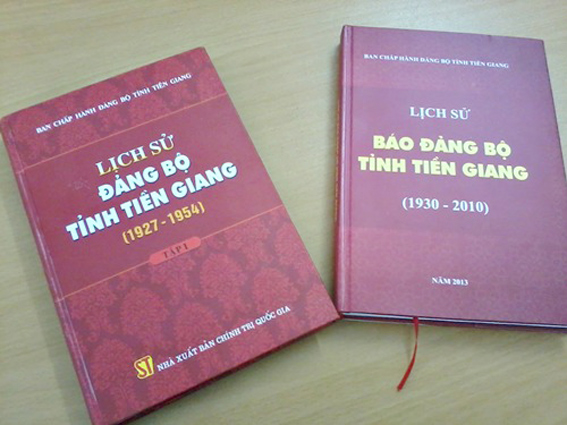 BAN CHẤP HÀNH ĐẢNG BỘ TỈNH TIỀN GIANG
LỊCH SỬ
ĐẢNG BỘ
TỈNH TIỀN GIANG
(1927 - 1954)
TẬP I
ST NHÀ XUẤT BẢN CHÍNH TRỊ QUỐC GIA
BAN CHẤP HÀNH ĐẢNG BỘ TỈNH TIỀN GIANG
LỊCH SỬ
BÁO ĐẢNG BỘ
TỈNH TIỀN GIANG
(1930 - 2010)
NĂM 2013